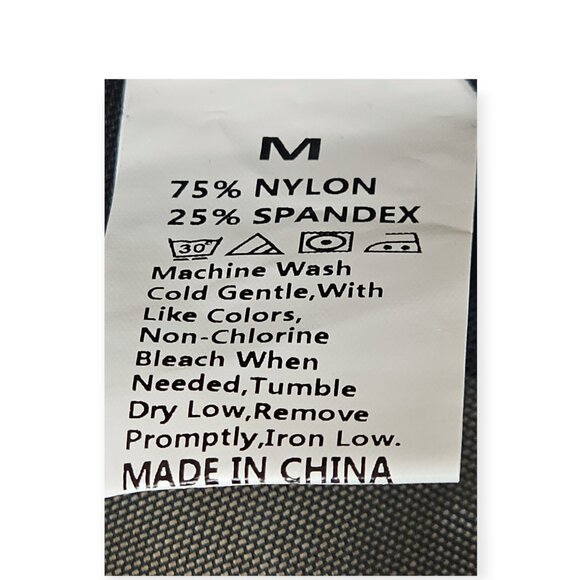 M
75% NYLON
25% SPANDEX
30°
Machine Wash
Cold Gentle,With
Like Colors,
Non-Chlorine
Bleach When
Needed,Tumble
Dry Low,Remove
Promptly,Iron Low.
MADE IN CHINA